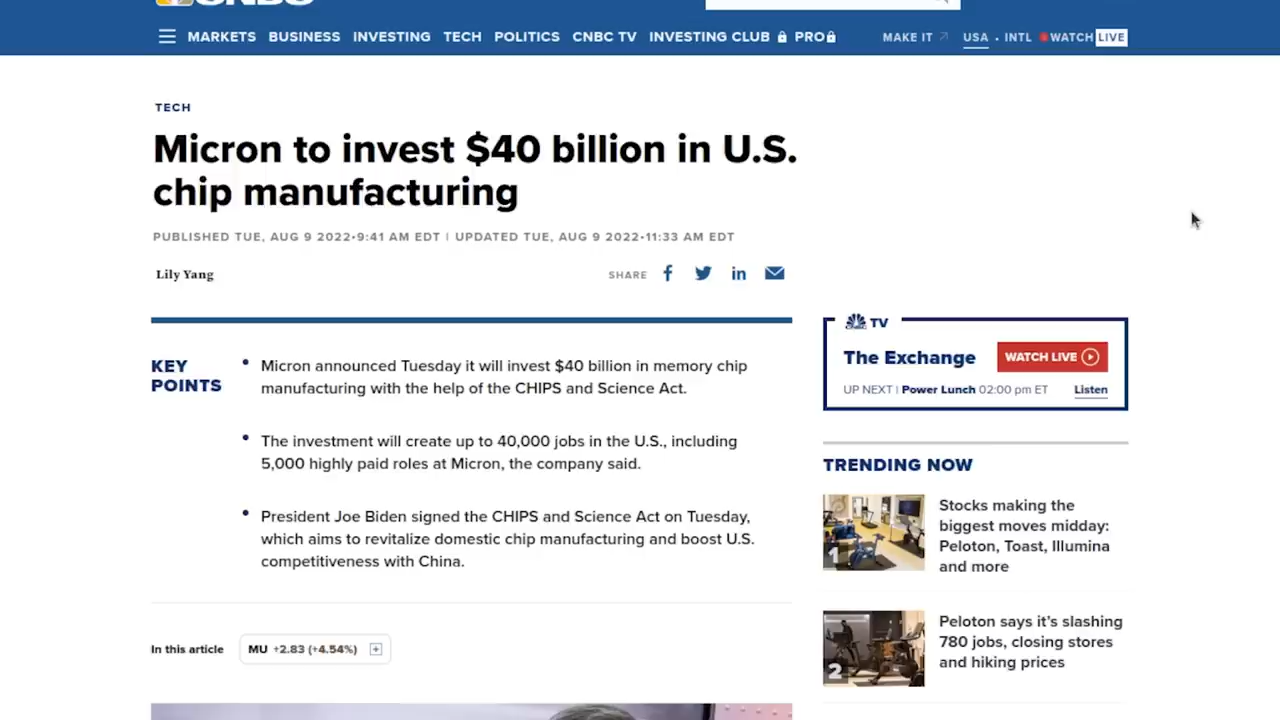 MARKETS BUSINESS INVESTING TECH POLITICS CNBC TV INVESTING CLUB PRO MAKE IT USA · INTL WATCH LIVE
TECH
Micron to invest $40 billion in U.S.
chip manufacturing
PUBLISHED TUE, AUG 9 2022•9:41 AM EDT | UPDATED TUE, AUG 9 2022•11:33 AM EDT
Lily Yang
SHARE
KEY
POINTS
• Micron announced Tuesday it will invest $40 billion in memory chip
manufacturing with the help of the CHIPS and Science Act.
• The investment will create up to 40,000 jobs in the U.S., including
5,000 highly paid roles at Micron, the company said.
• President Joe Biden signed the CHIPS and Science Act on Tuesday,
which aims to revitalize domestic chip manufacturing and boost U.S.
competitiveness with China.
In this article MU +2.83 (+4.54%)
TV
The Exchange WATCH LIVE
UP NEXT | Power Lunch 02:00 pm ET Listen
TRENDING NOW
1
Stocks making the
biggest moves midday:
Peloton, Toast, Illumina
and more
2
Peloton says it's slashing
780 jobs, closing stores
and hiking prices